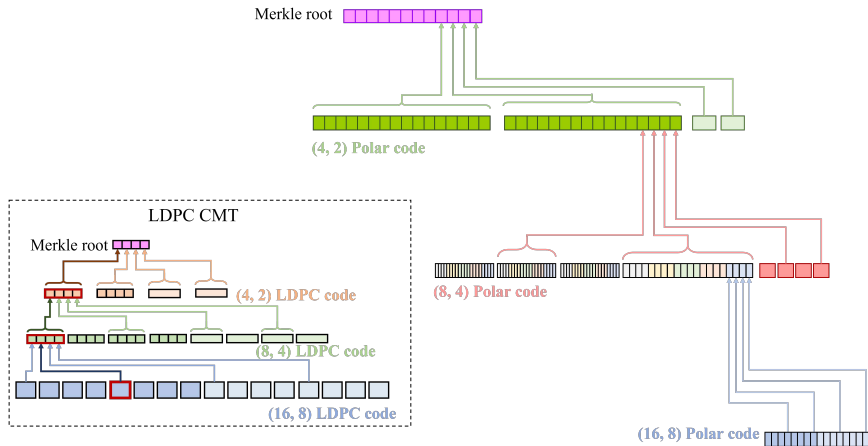 Merkle root
(4, 2) Polar code
LDPC CMT
Merkle root
(4, 2) LDPC code
(8, 4) Polar code
(8, 4) LDPC code
(16, 8) LDPC code
(16, 8) Polar code